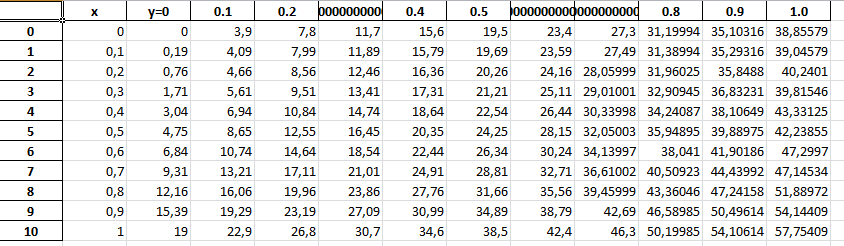 x y=0 0.1 0.2 000000000 0.4 0.5 000000000 000000000 0.8 0.9 1.0
0 0 0 3,9 7,8 11,7 15,6 19,5 23,4 27,3 31,19994 35,10316 38,85579
1 0,1 0,19 4,09 7,99 11,89 15,79 19,69 23,59 27,49 31,38994 35,29316 39,04579
2 0,2 0,76 4,66 8,56 12,46 16,36 20,26 24,16 28,05999 31,96025 35,8488 40,2401
3 0,3 1,71 5,61 9,51 13,41 17,31 21,21 25,11 29,01001 32,90945 36,83231 39,81546
4 0,4 3,04 6,94 10,84 14,74 18,64 22,54 26,44 30,33998 34,24087 38,10649 43,33125
5 0,5 4,75 8,65 12,55 16,45 20,35 24,25 28,15 32,05003 35,94895 39,88975 42,23855
6 0,6 6,84 10,74 14,64 18,54 22,44 26,34 30,24 34,13997 38,041 41,90186 47,2997
7 0,7 9,31 13,21 17,11 21,01 24,91 28,81 32,71 36,61002 40,50923 44,43992 47,14534
8 0,8 12,16 16,06 19,96 23,86 27,76 31,66 35,56 39,45999 43,36046 47,24158 51,88972
9 0,9 15,39 19,29 23,19 27,09 30,99 34,89 38,79 42,69 46,58985 50,49614 54,14409
10 1 19 22,9 26,8 30,7 34,6 38,5 42,4 46,3 50,19985 54,10614 57,75409